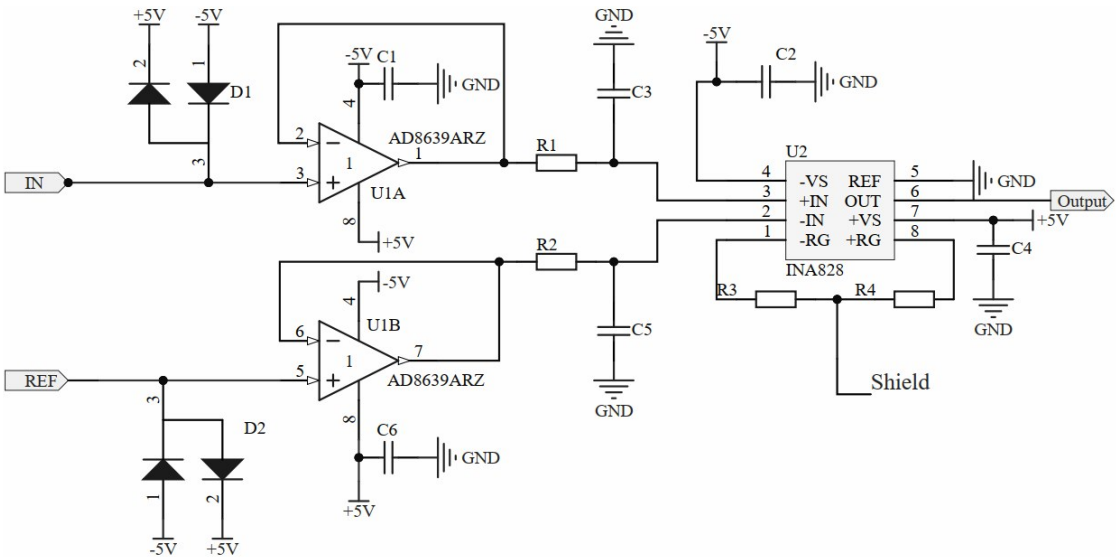 +5V
-5V
2
1
D1
3
IN
-5V
C1
GND
4
2
AD8639ARZ
1
1
3
U1A
8
+5V
GND
C3
R1
-5V
C2
GND
U2
4
-VS
REF
5
GND
3
+IN
OUT
6
Output
2
-IN
+VS
7
+5V
1
-RG
+RG
8
C4
INA828
R3
R4
GND
Shield
R2
C5
GND
-5V
4
U1B
6
1
7
5
AD8639ARZ
8
C6
GND
+5V
REF
3
D2
1
2
-5V
+5V